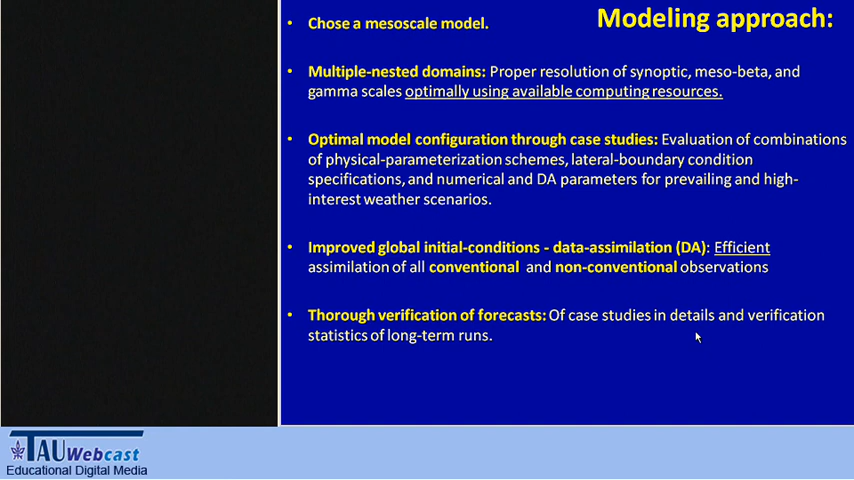 Modeling approach:
• Chose a mesoscale model.
• Multiple-nested domains: Proper resolution of synoptic, meso-beta, and
gamma scales optimally using available computing resources.
• Optimal model configuration through case studies: Evaluation of combinations
of physical-parameterization schemes, lateral-boundary condition
specifications, and numerical and DA parameters for prevailing and high-
interest weather scenarios.
• Improved global initial-conditions - data-assimilation (DA): Efficient
assimilation of all conventional and non-conventional observations
• Thorough verification of forecasts: Of case studies in details and verification
statistics of long-term runs.
TAU Webcast
Educational Digital Media